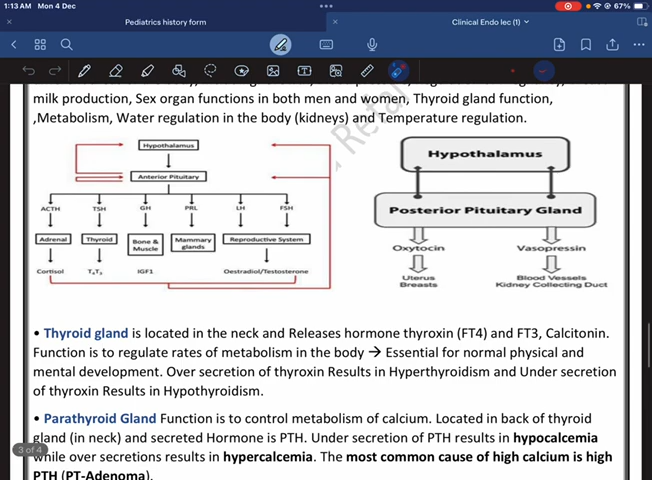 1:13 AM Mon 4 Dec
67%
Pediatrics history form
Clinical Endo lec (1)
milk production, Sex organ functions in both men and women, Thyroid gland function,
,Metabolism, Water regulation in the body (kidneys) and Temperature regulation.
Hypothalamus
Anterior Pituitary
ACTH TSH GH PRL LH FSH
Adrenal Thyroid Bone & Muscle Mammary glands Reproductive System
Cortisol T₄T₃ IGF1 Oestradiol/Testosterone
Hypothalamus
Posterior Pituitary Gland
Oxytocin Vasopressin
Uterus Breasts
Blood Vessels Kidney Collecting Duct
• Thyroid gland is located in the neck and Releases hormone thyroxin (FT4) and FT3, Calcitonin.
Function is to regulate rates of metabolism in the body → Essential for normal physical and
mental development. Over secretion of thyroxin Results in Hyperthyroidism and Under secretion
of thyroxin Results in Hypothyroidism.
• Parathyroid Gland Function is to control metabolism of calcium. Located in back of thyroid
gland (in neck) and secreted Hormone is PTH. Under secretion of PTH results in hypocalcemia
while over secretions results in hypercalcemia. The most common cause of high calcium is high
PTH (PT-Adenoma).
3 of 4